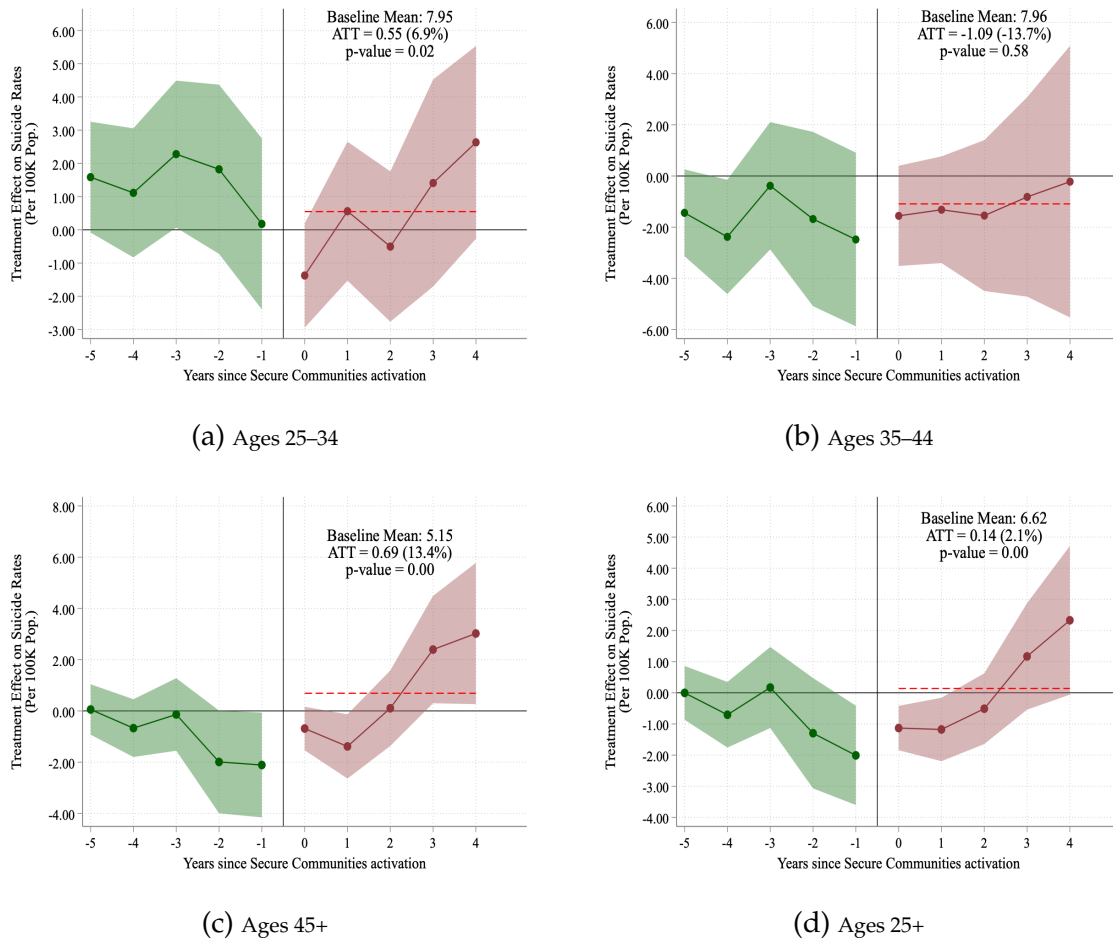 Treatment Effect on Suicide Rates
(Per 100K Pop.)
6.00
5.00
4.00
3.00
2.00
1.00
0.00
-1.00
-2.00
-3.00
Baseline Mean: 7.95
ATT = 0.55 (6.9%)
p-value = 0.02
-5 -4 -3 -2 -1 0 1 2 3 4
Years since Secure Communities activation
(a) Ages 25–34
Treatment Effect on Suicide Rates
(Per 100K Pop.)
6.00
4.00
2.00
0.00
-2.00
-4.00
-6.00
Baseline Mean: 7.96
ATT = -1.09 (-13.7%)
p-value = 0.58
-5 -4 -3 -2 -1 0 1 2 3 4
Years since Secure Communities activation
(b) Ages 35–44
Treatment Effect on Suicide Rates
(Per 100K Pop.)
8.00
6.00
4.00
2.00
0.00
-2.00
-4.00
Baseline Mean: 5.15
ATT = 0.69 (13.4%)
p-value = 0.00
-5 -4 -3 -2 -1 0 1 2 3 4
Years since Secure Communities activation
(c) Ages 45+
Treatment Effect on Suicide Rates
(Per 100K Pop.)
6.00
5.00
4.00
3.00
2.00
1.00
0.00
-1.00
-2.00
-3.00
-4.00
Baseline Mean: 6.62
ATT = 0.14 (2.1%)
p-value = 0.00
-5 -4 -3 -2 -1 0 1 2 3 4
Years since Secure Communities activation
(d) Ages 25+